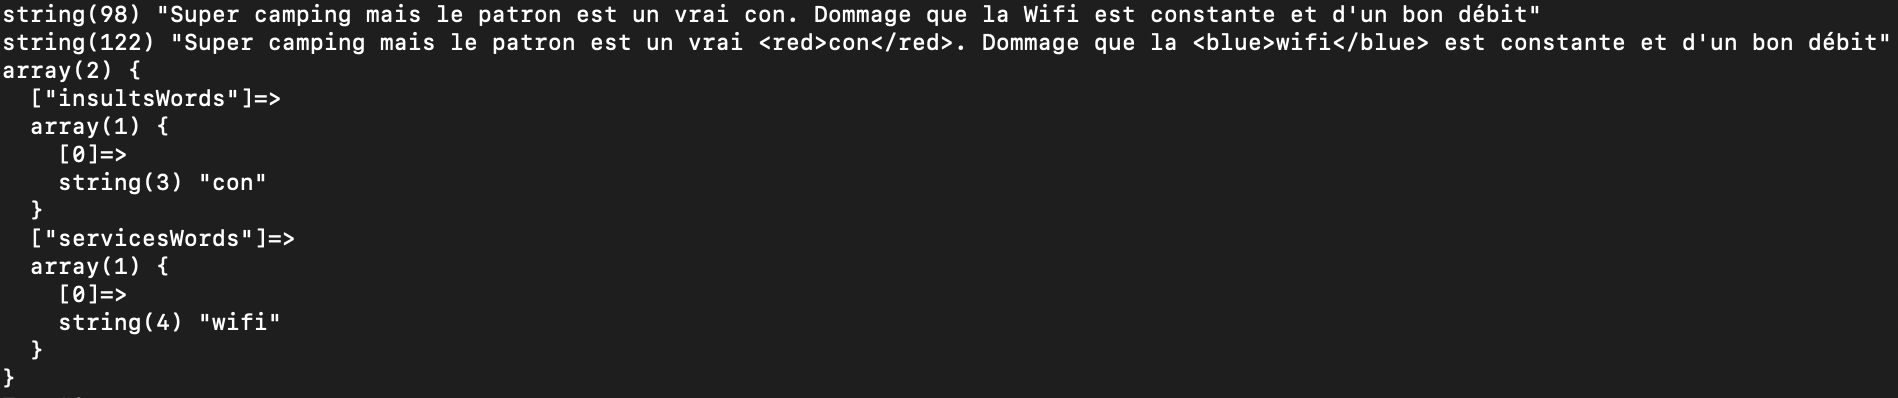 string(98) "Super camping mais le patron est un vrai con. Dommage que la Wifi est constante et d'un bon débit"
string(122) "Super camping mais le patron est un vrai <red>con</red>. Dommage que la <blue>wifi</blue> est constante et d'un bon débit"
array(2) {
  ["insultsWords"]=>
  array(1) {
    [0]=>
    string(3) "con"
  }
  ["servicesWords"]=>
  array(1) {
    [0]=>
    string(4) "wifi"
  }
}